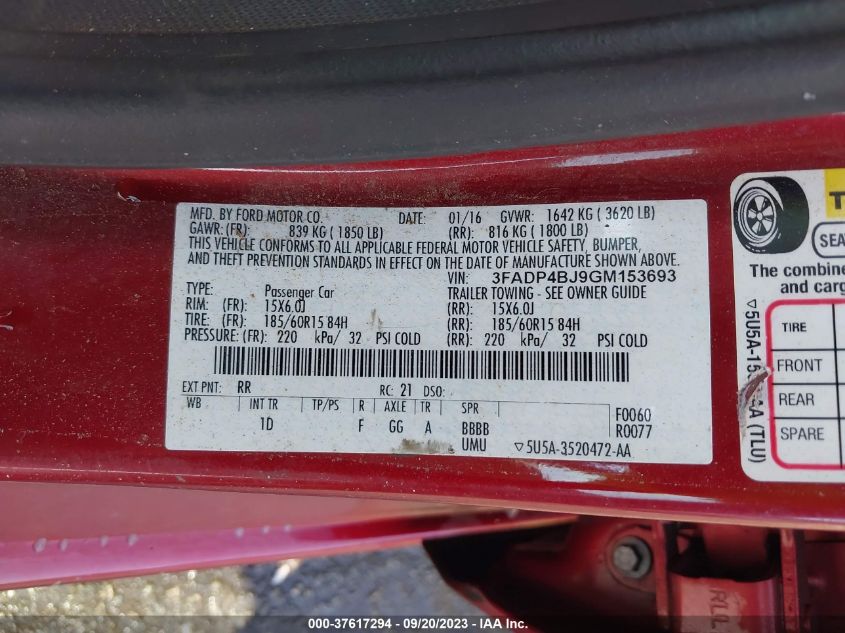 MFD. BY FORD MOTOR CO. DATE: 01/16 GVWR: 1642 KG ( 3620 LB)
GAWR: (FR): 839 KG ( 1850 LB) (RR): 816 KG ( 1800 LB)
THIS VEHICLE CONFORMS TO ALL APPLICABLE FEDERAL MOTOR VEHICLE SAFETY, BUMPER,
AND THEFT PREVENTION STANDARDS IN EFFECT ON THE DATE OF MANUFACTURE SHOWN ABOVE.
VIN: 3FADP4BJ9GM153693
TYPE: Passenger Car TRAILER TOWING - SEE OWNER GUIDE
RIM: (FR): 15X6.0J (RR): 15X6.0J
TIRE: (FR): 185/60R15 84H (RR): 185/60R15 84H
PRESSURE: (FR): 220 kPa/ 32 PSI COLD (RR): 220 kPa/ 32 PSI COLD
EXT PNT: RR RC: 21 DSO:
WB INT TR TP/PS R AXLE TR SPR F0060
1D F GG A BBBB R0077
UMU ▽5U5A-3520472-AA
SEA
The combine
and carg
TIRE
FRONT
REAR
SPARE
AA (TLU)
RLL
000-37617294 - 09/20/2023 - IAA Inc.